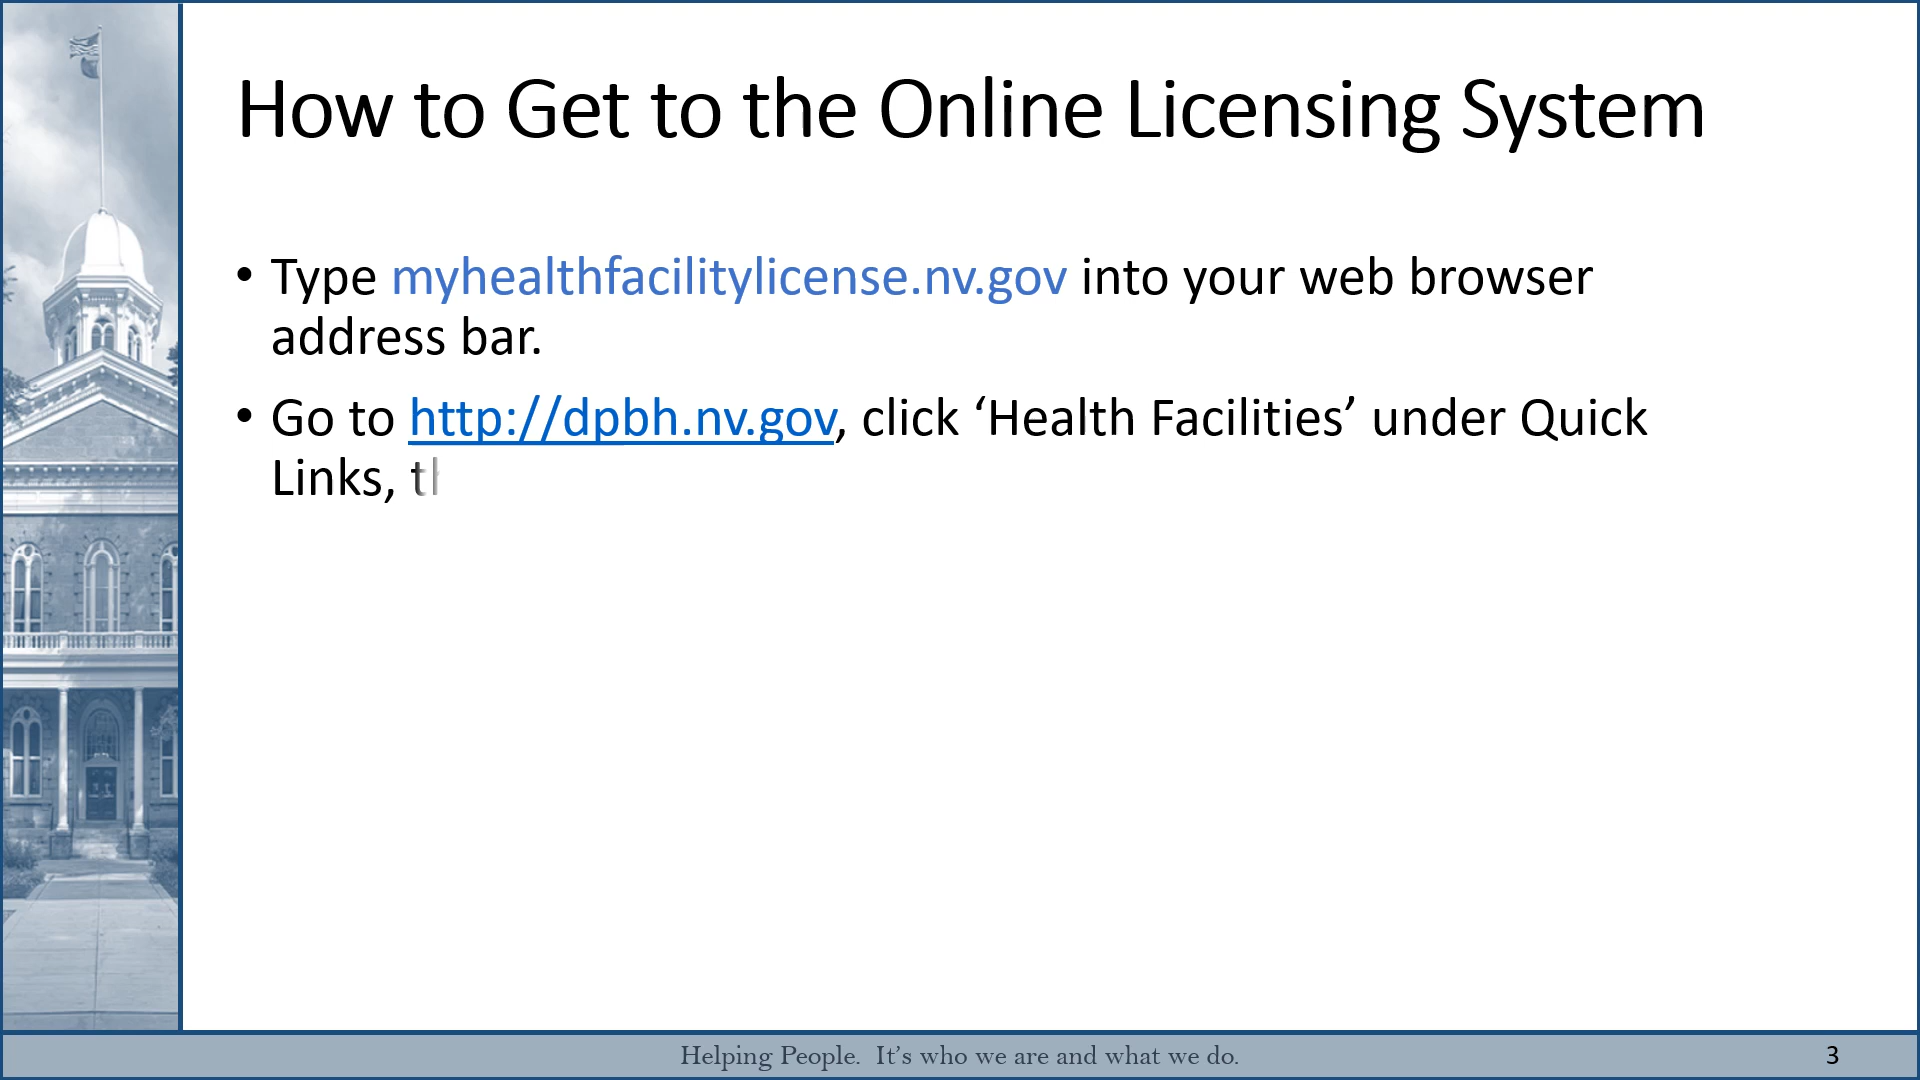 How to Get to the Online Licensing System
• Type myhealthfacilitylicense.nv.gov into your web browser
address bar.
• Go to http://dpbh.nv.gov, click ‘Health Facilities’ under Quick
Links,
Helping People.  It’s who we are and what we do.
3